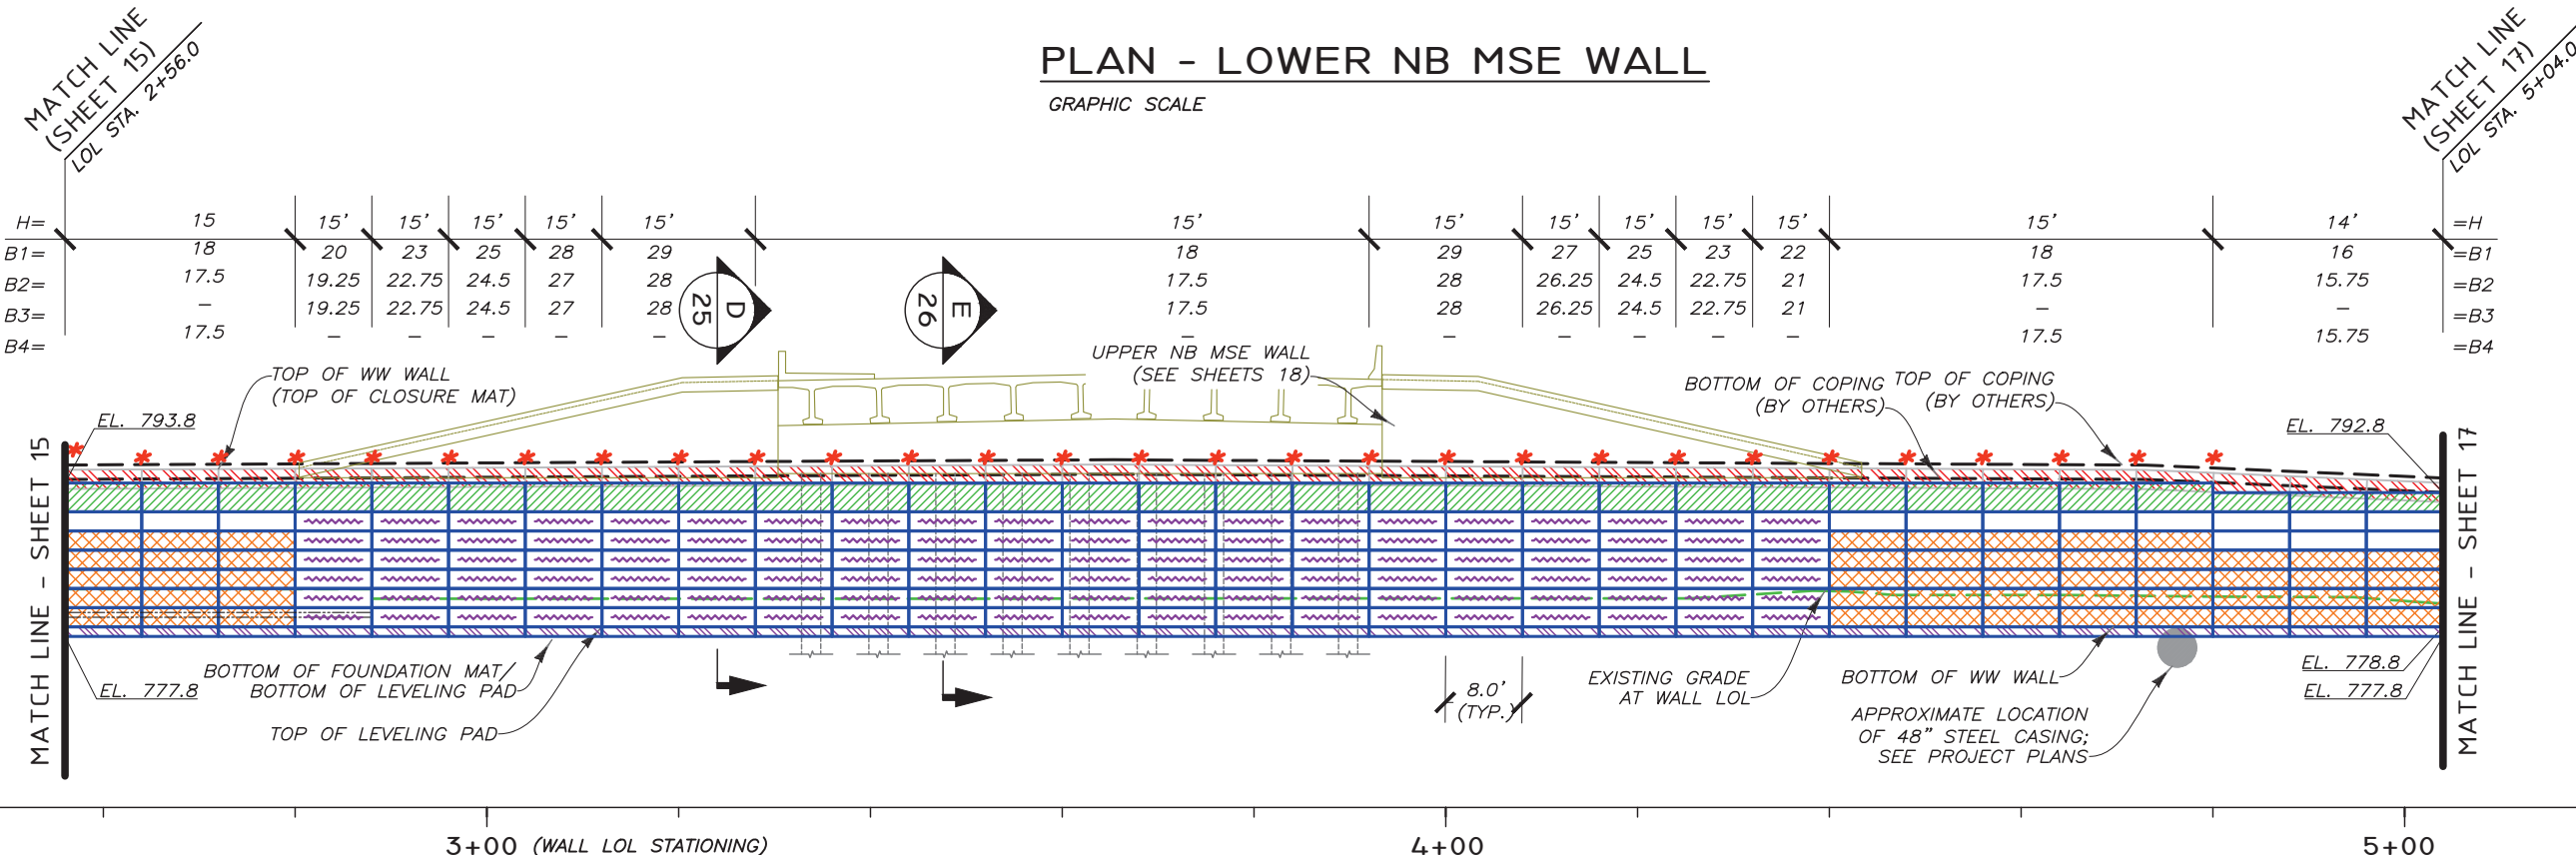 PLAN - LOWER NB MSE WALL
GRAPHIC SCALE
MATCH LINE
(SHEET 15)
LOL STA. 2+56.0
MATCH LINE
(SHEET 17)
LOL STA. 5+04.0
H= 15 15' 15' 15' 15' 15' 15' 15' 15' 15' 15' 15' 15' 14' =H
B1= 18 20 23 25 28 29 18 29 27 25 23 22 18 16 =B1
B2= 17.5 19.25 22.75 24.5 27 28 17.5 28 26.25 24.5 22.75 21 17.5 15.75 =B2
B3= - 19.25 22.75 24.5 27 28 17.5 28 26.25 24.5 22.75 21 - - =B3
B4= 17.5 - - - - - - - - - - - 17.5 15.75 =B4
D
25
E
26
TOP OF WW WALL
(TOP OF CLOSURE MAT)
UPPER NB MSE WALL
(SEE SHEETS 18)
BOTTOM OF COPING
(BY OTHERS)
TOP OF COPING
(BY OTHERS)
EL. 793.8
EL. 792.8
MATCH LINE - SHEET 15
MATCH LINE - SHEET 17
EL. 777.8
BOTTOM OF FOUNDATION MAT/
BOTTOM OF LEVELING PAD
TOP OF LEVELING PAD
8.0'
(TYP.)
EXISTING GRADE
AT WALL LOL
BOTTOM OF WW WALL
APPROXIMATE LOCATION
OF 48" STEEL CASING;
SEE PROJECT PLANS
EL. 778.8
EL. 777.8
3+00 (WALL LOL STATIONING)
4+00
5+00